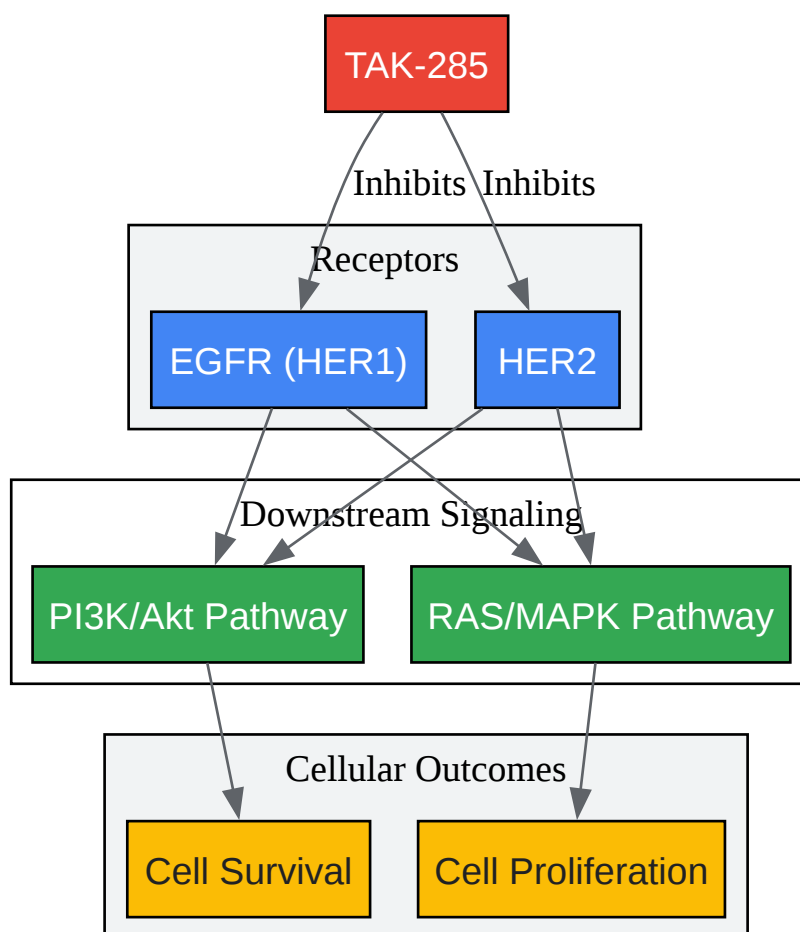 TAK-285
Inhibits Inhibits
Receptors
EGFR (HER1)
HER2
Downstream Signaling
PI3K/Akt Pathway
RAS/MAPK Pathway
Cellular Outcomes
Cell Survival
Cell Proliferation